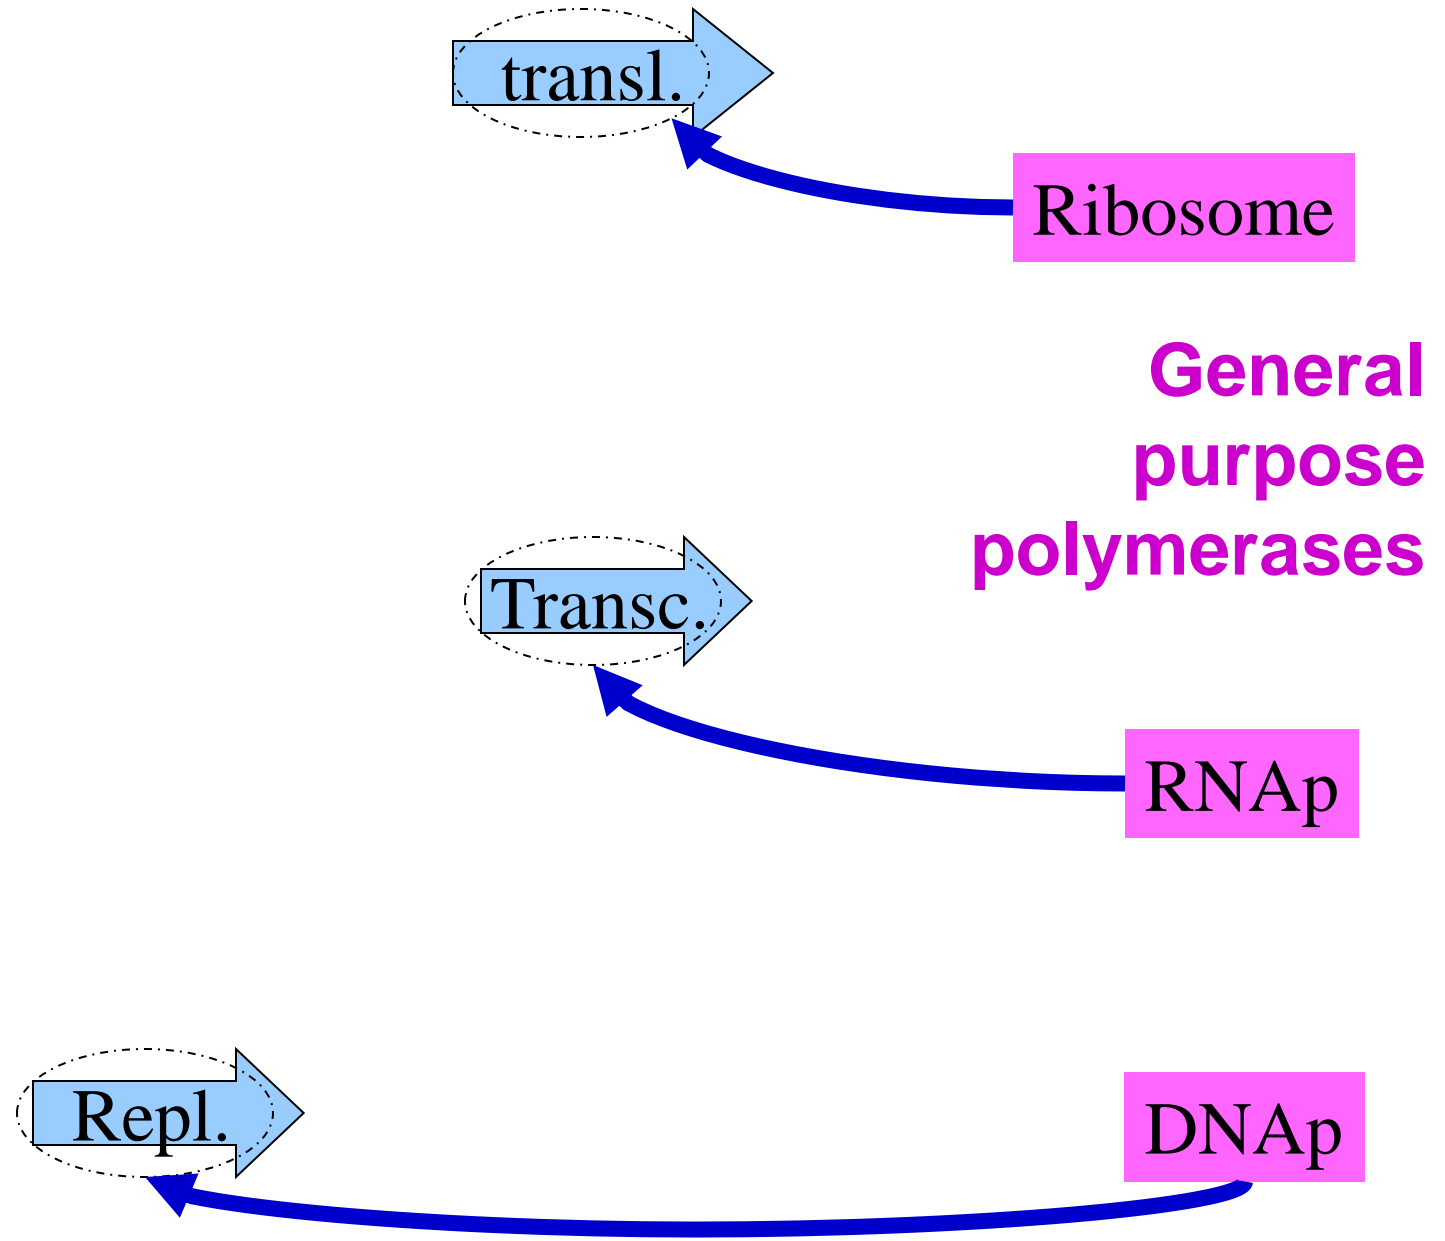 transl.
Ribosome
General
purpose
polymerases
Transc.
RNAp
Repl.
DNAp